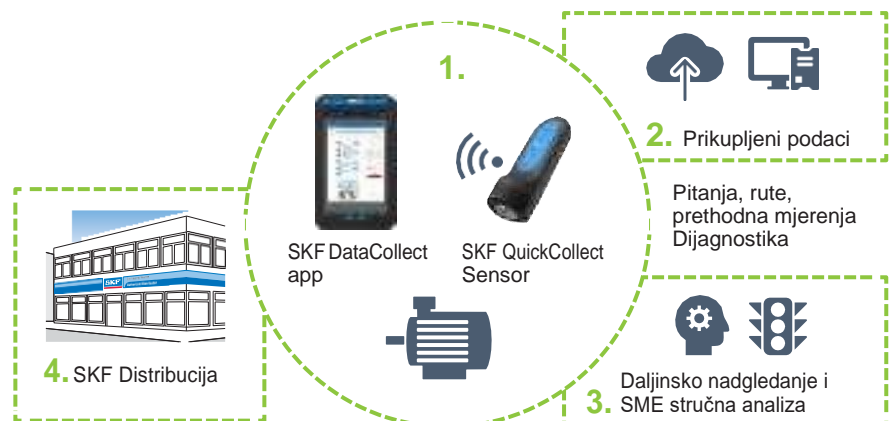 1.
SKF DataCollect
app
SKF QuickCollect
Sensor
2. Prikupljeni podaci
Pitanja, rute,
prethodna mjerenja
Dijagnostika
Daljinsko nadgledanje i
3. SME stručna analiza
SKF
4. SKF Distribucija